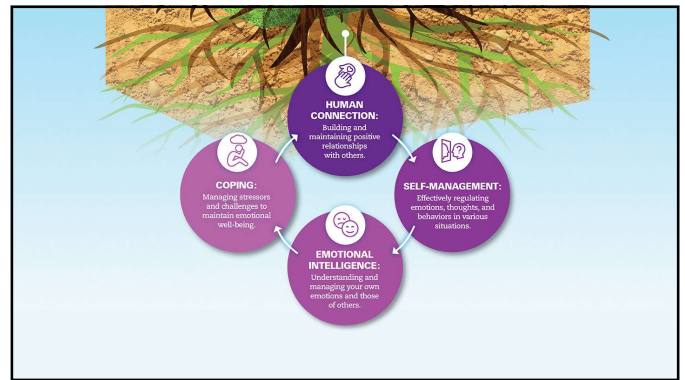 HUMAN
CONNECTION:
Building and
maintaining positive
relationships
with others.
COPING:
Managing stressors
and challenges to
maintain emotional
well-being.
SELF-MANAGEMENT:
Effectively regulating
emotions, thoughts, and
behaviors in various
situations.
EMOTIONAL
INTELLIGENCE:
Understanding and
managing your own
emotions and those
of others.